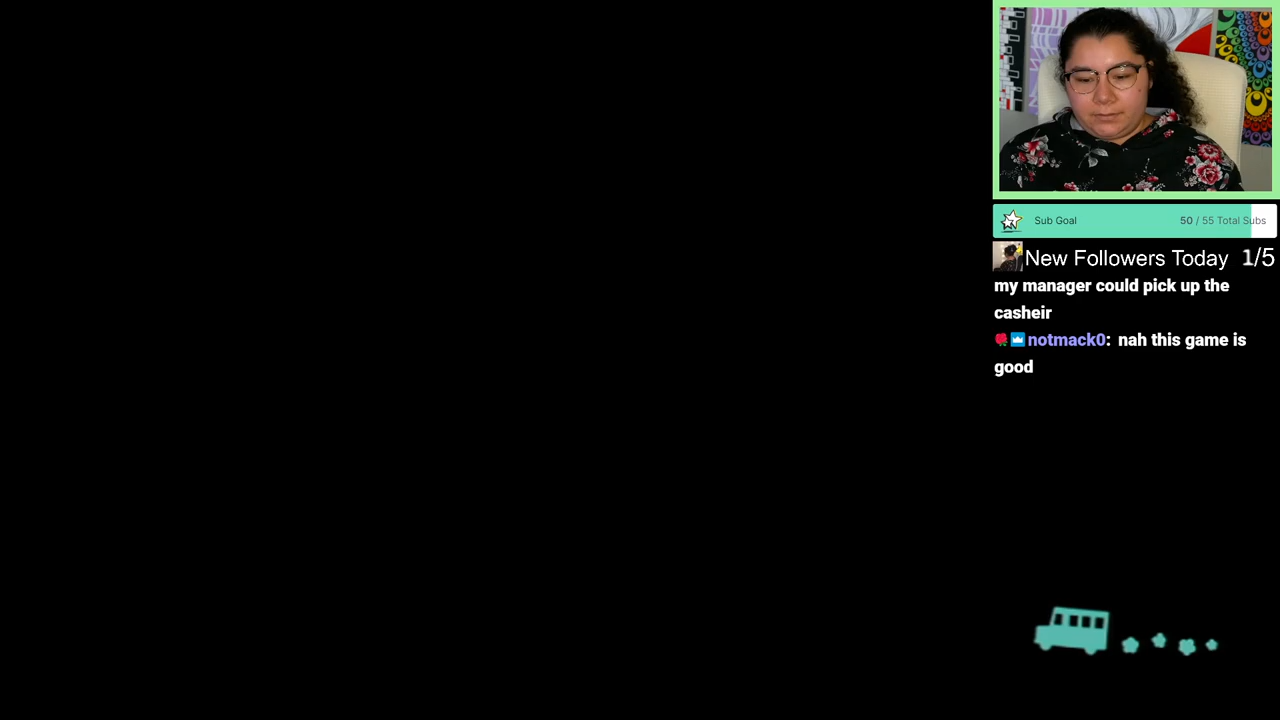 Sub Goal 50 / 55 Total Subs
New Followers Today 1/5
my manager could pick up the
casheir
notmack0: nah this game is
good